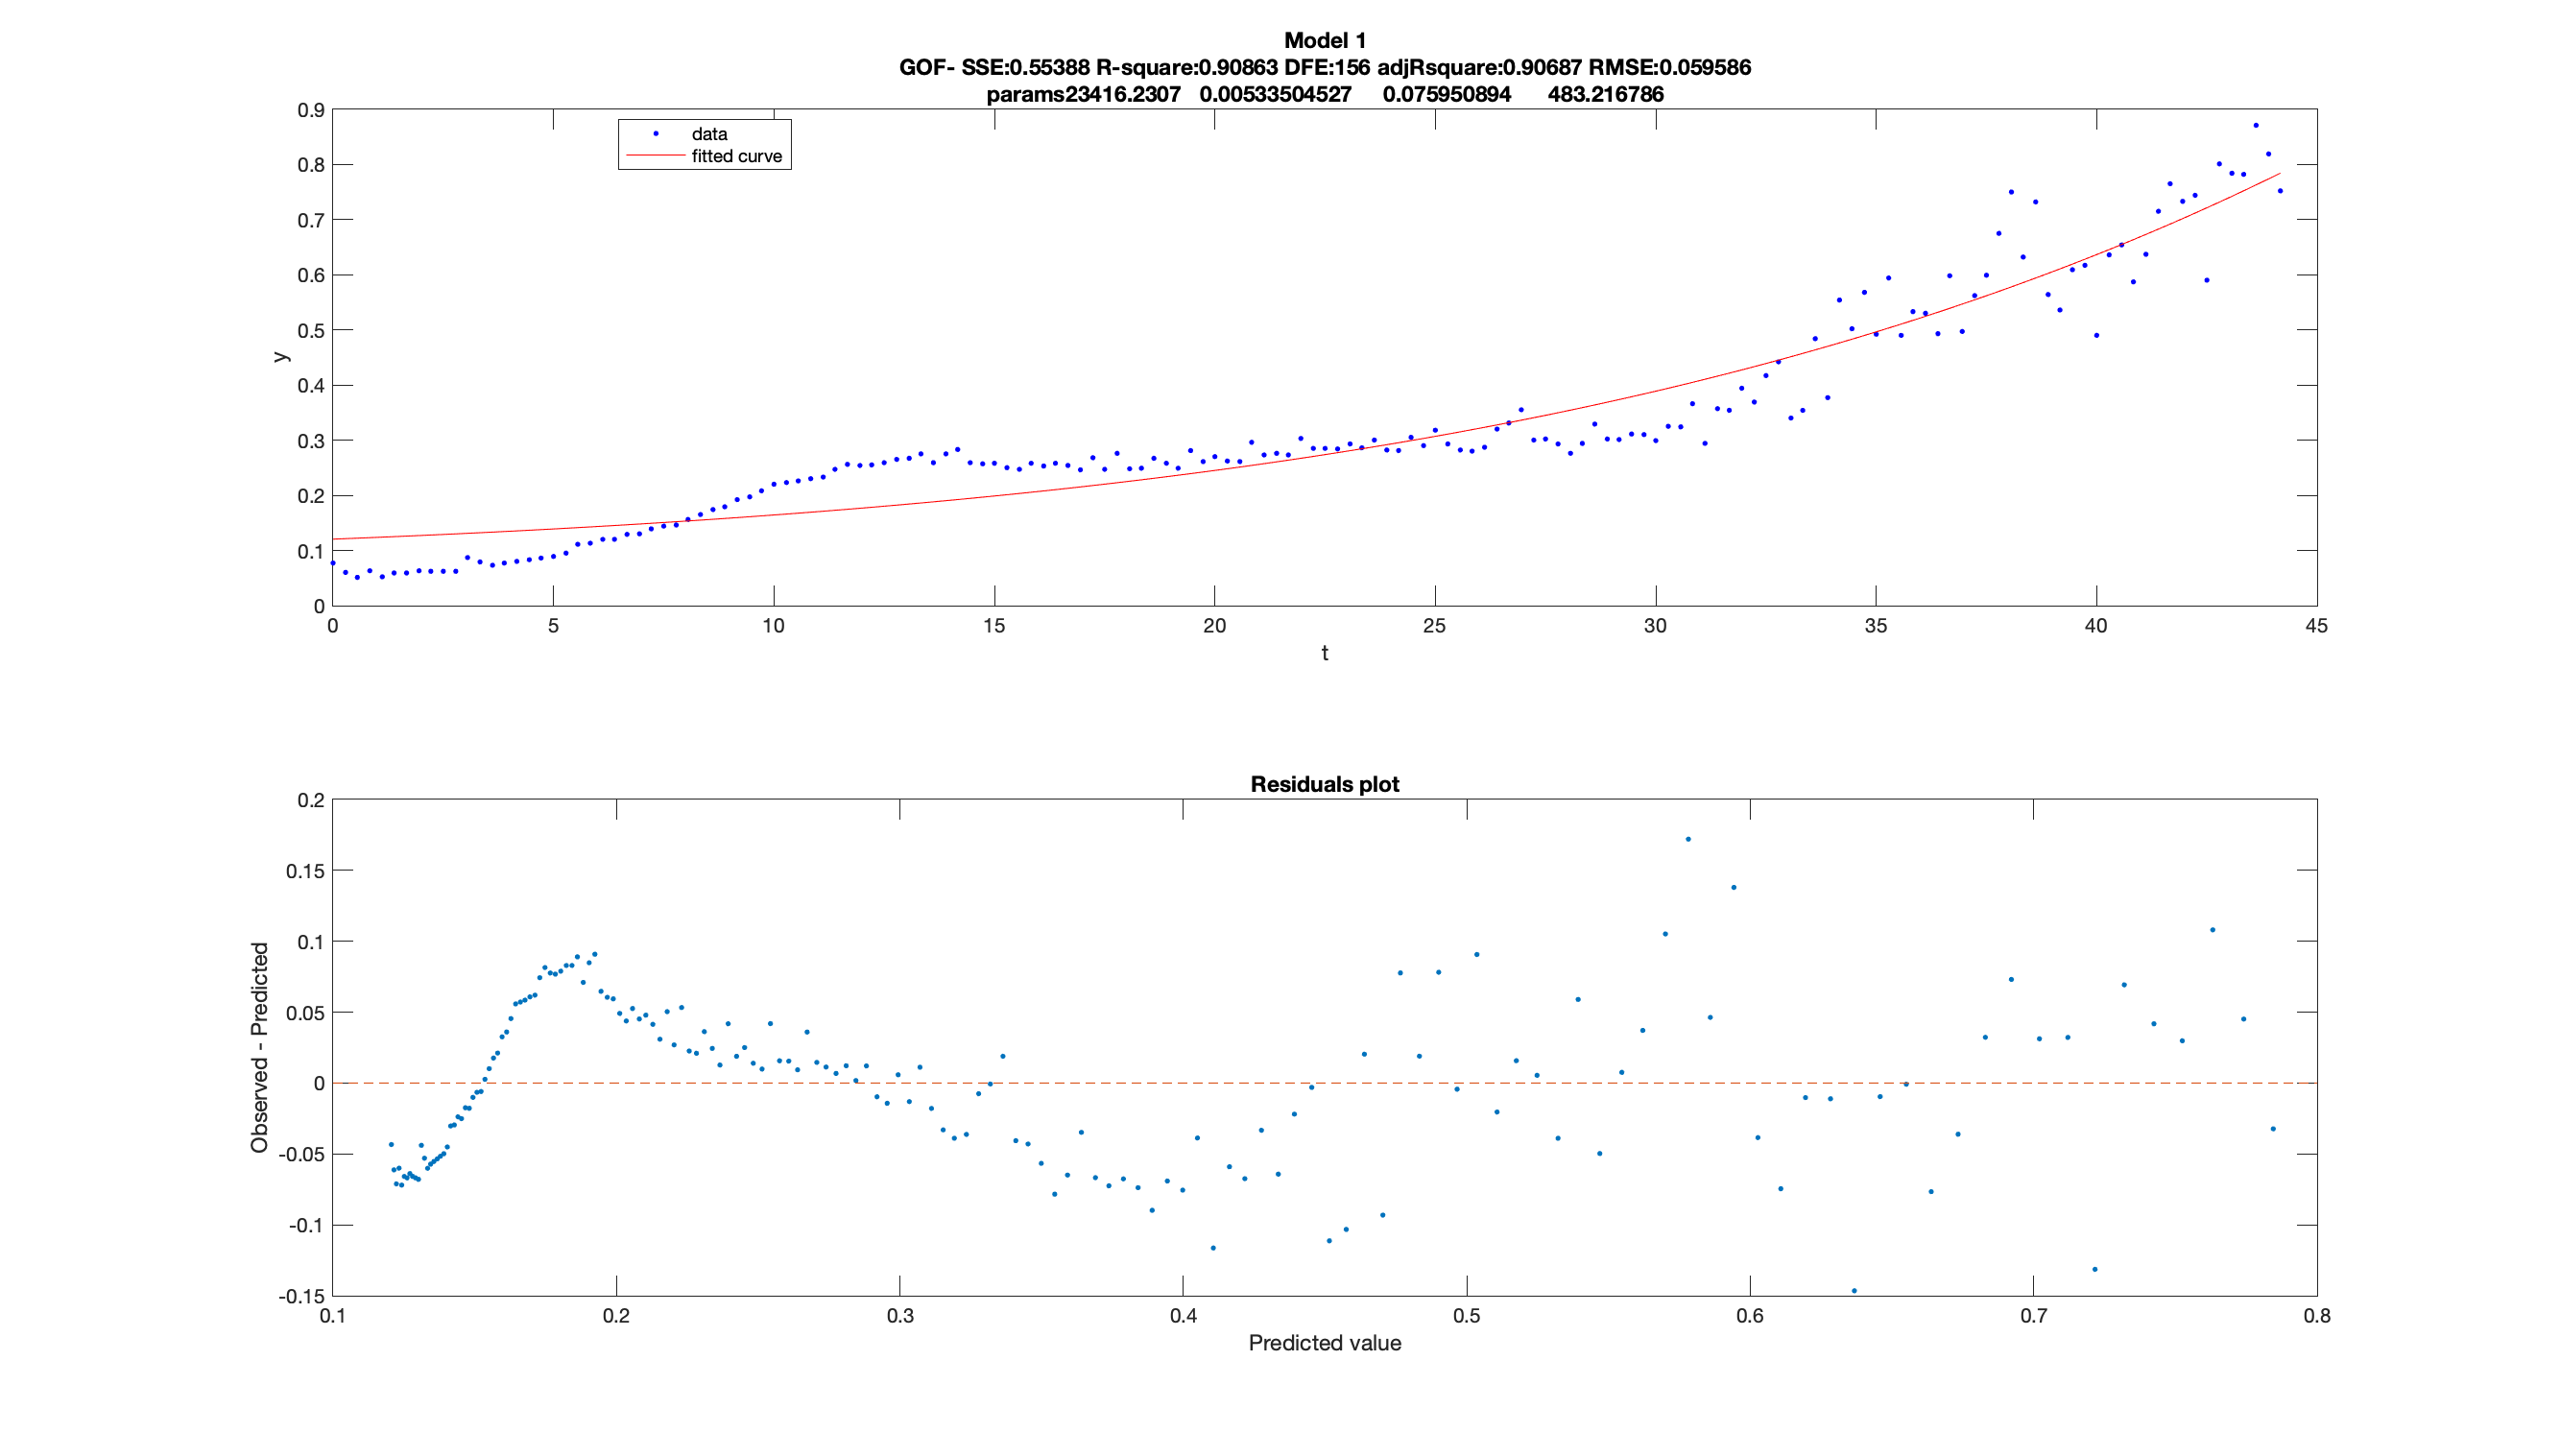 Model 1
GOF- SSE:0.55388 R-square:0.90863 DFE:156 adjRsquare:0.90687 RMSE:0.059586
params23416.2307 0.00533504527 0.075950894 483.216786
data
fitted curve
0.9
0.8
0.7
0.6
0.5
0.4
0.3
0.2
0.1
0
y
0 5 10 15 20 25 30 35 40 45
t
Residuals plot
0.2
0.15
0.1
0.05
0
-0.05
-0.1
-0.15
Observed - Predicted
0.1 0.2 0.3 0.4 0.5 0.6 0.7 0.8
Predicted value